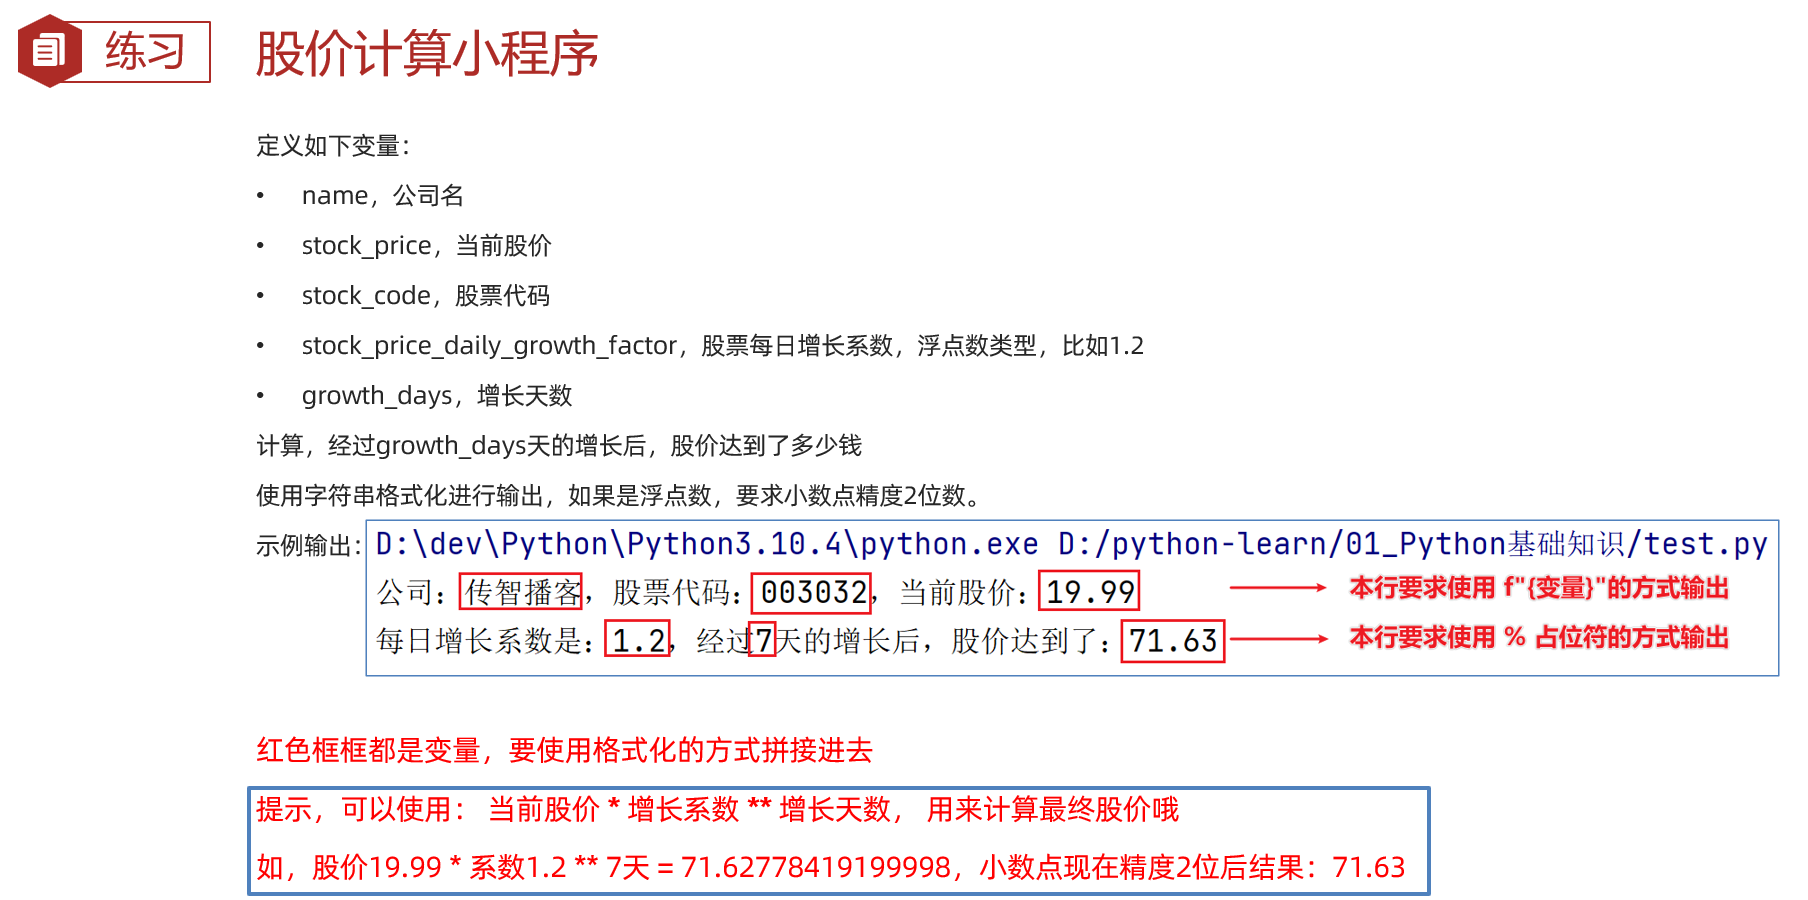 练习
股价计算小程序
定义如下变量：
• name，公司名
• stock_price，当前股价
• stock_code，股票代码
• stock_price_daily_growth_factor，股票每日增长系数，浮点数类型，比如1.2
• growth_days，增长天数
计算，经过growth_days天的增长后，股价达到了多少钱
使用字符串格式化进行输出，如果是浮点数，要求小数点精度2位数。
示例输出：
D:\dev\Python\Python3.10.4\python.exe D:/python-learn/01_Python基础知识/test.py
公司：传智播客，股票代码：003032，当前股价：19.99 本行要求使用 f"{变量}"的方式输出
每日增长系数是：1.2，经过7天的增长后，股价达到了：71.63 本行要求使用 % 占位符的方式输出
红色框框都是变量，要使用格式化的方式拼接进去
提示，可以使用： 当前股价 * 增长系数 ** 增长天数， 用来计算最终股价哦
如，股价19.99 * 系数1.2 ** 7天 = 71.62778419199998，小数点现在精度2位后结果：71.63